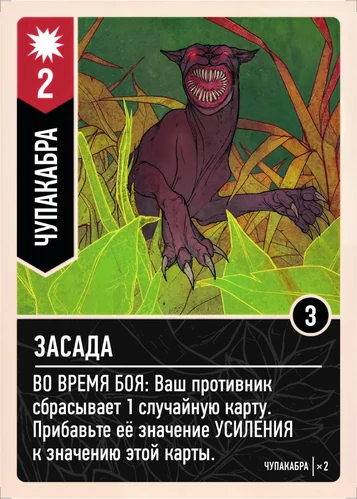 2
ЧУПАКАБРА
3
ЗАСАДА
ВО ВРЕМЯ БОЯ: Ваш противник
сбрасывает 1 случайную карту.
Прибавьте её значение УСИЛЕНИЯ
к значению этой карты.
ЧУПАКАБРА | ×2